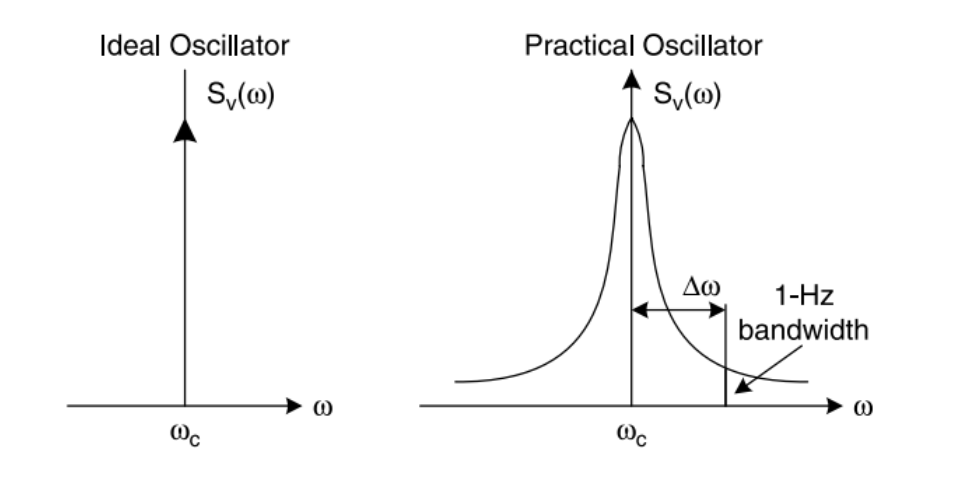 Ideal Oscillator
Sv(ω)
ω
ωc
Practical Oscillator
Sv(ω)
Δω
1-Hz
bandwidth
ω
ωc